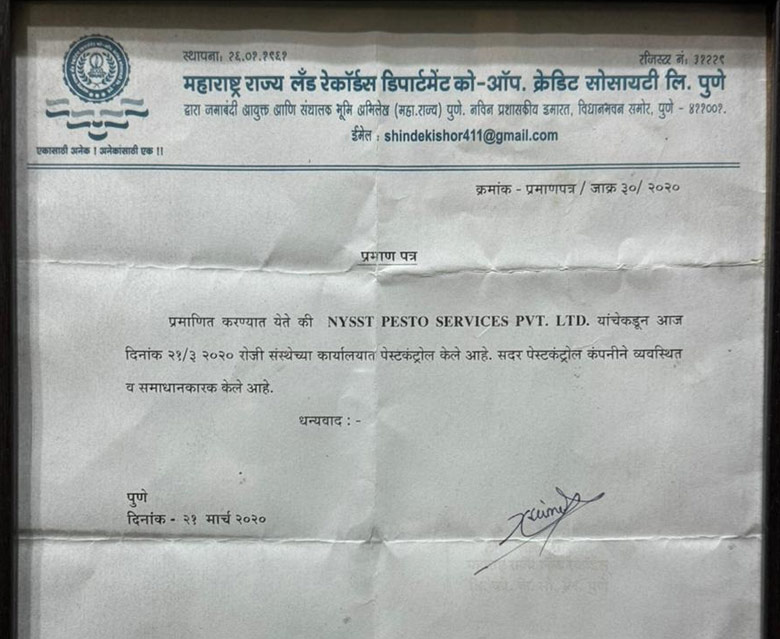 स्थापना: २६.०१.१९६१
रजिस्टर नं: ३१२२९
महाराष्ट्र राज्य लँड रेकॉर्डस डिपार्टमेंट को-ऑप. क्रेडिट सोसायटी लि. पुणे
द्वारा जमाबंदी आयुक्त आणि संचालक भूमि अभिलेख (महा.राज्य) पुणे. नविन प्रशासकीय इमारत, विधानभवन समोर, पुणे - ४११००१.
ईमेल : shindekishor411@gmail.com
एकासाठी अनेक ! अनेकांसाठी एक !!
क्रमांक - प्रमाणपत्र / जाक्र ३०/ २०२०
प्रमाण पत्र
प्रमाणित करण्यात येते की NYSST PESTO SERVICES PVT. LTD. यांचेकडून आज
दिनांक २१/३ २०२० रोजी संस्थेच्या कार्यालयात पेस्टकंट्रोल केले आहे. सदर पेस्टकंट्रोल कंपनीने व्यवस्थित
व समाधानकारक केले आहे.
धन्यवाद : -
पुणे
दिनांक - २१ मार्च २०२०